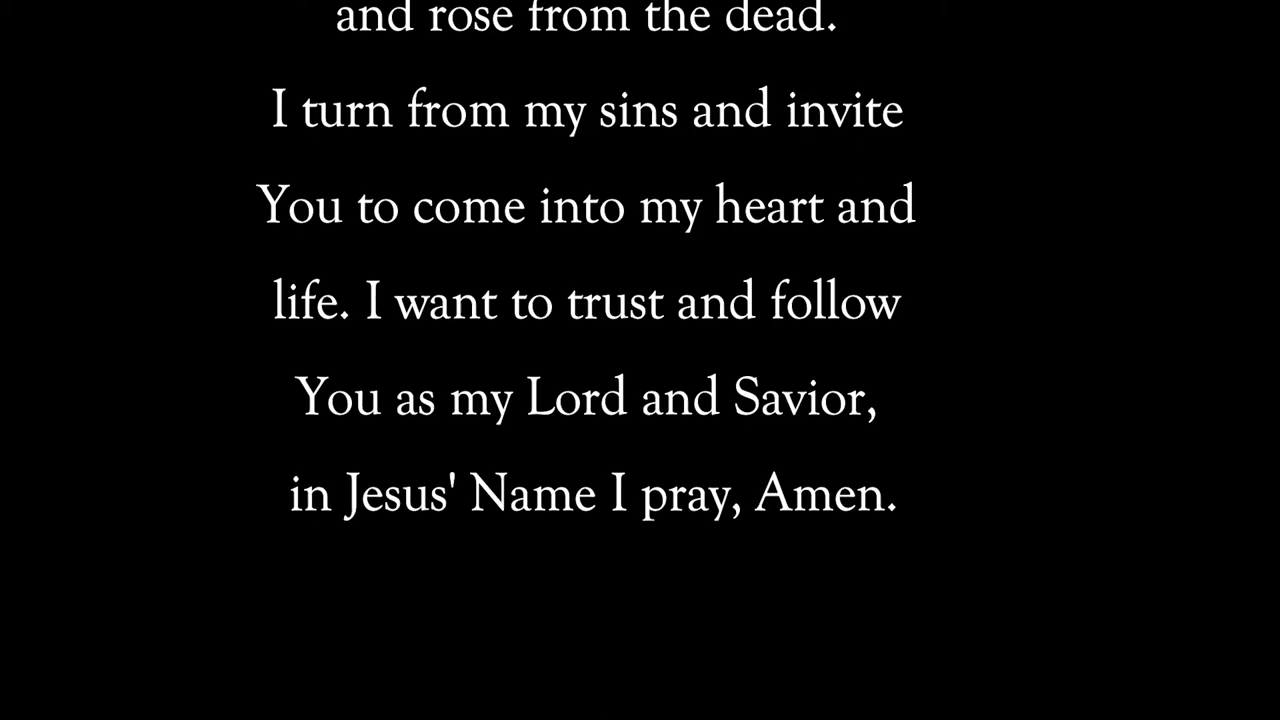 and rose from the dead.
I turn from my sins and invite
You to come into my heart and
life. I want to trust and follow
You as my Lord and Savior,
in Jesus' Name I pray, Amen.